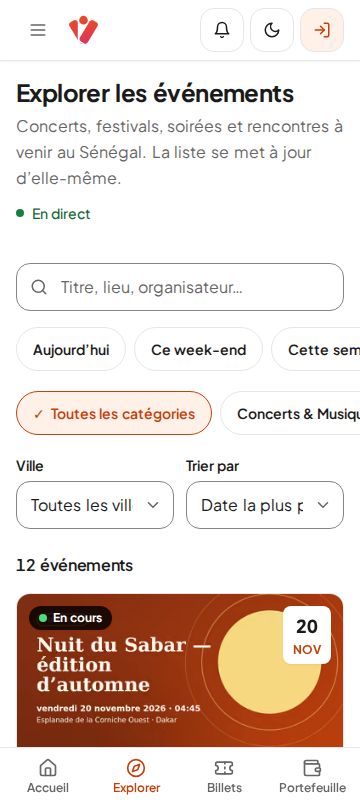 Explorer les événements
Concerts, festivals, soirées et rencontres à
venir au Sénégal. La liste se met à jour
d’elle-même.
En direct
Titre, lieu, organisateur…
Aujourd’hui
Ce week-end
Cette sem
✓ Toutes les catégories
Concerts & Musiqu
Ville
Trier par
Toutes les vill
Date la plus p
12 événements
En cours
20
NOV
Nuit du Sabar —
édition
d’automne
vendredi 20 novembre 2026 · 04:45
Esplanade de la Corniche Ouest · Dakar
Accueil
Explorer
Billets
Portefeuille